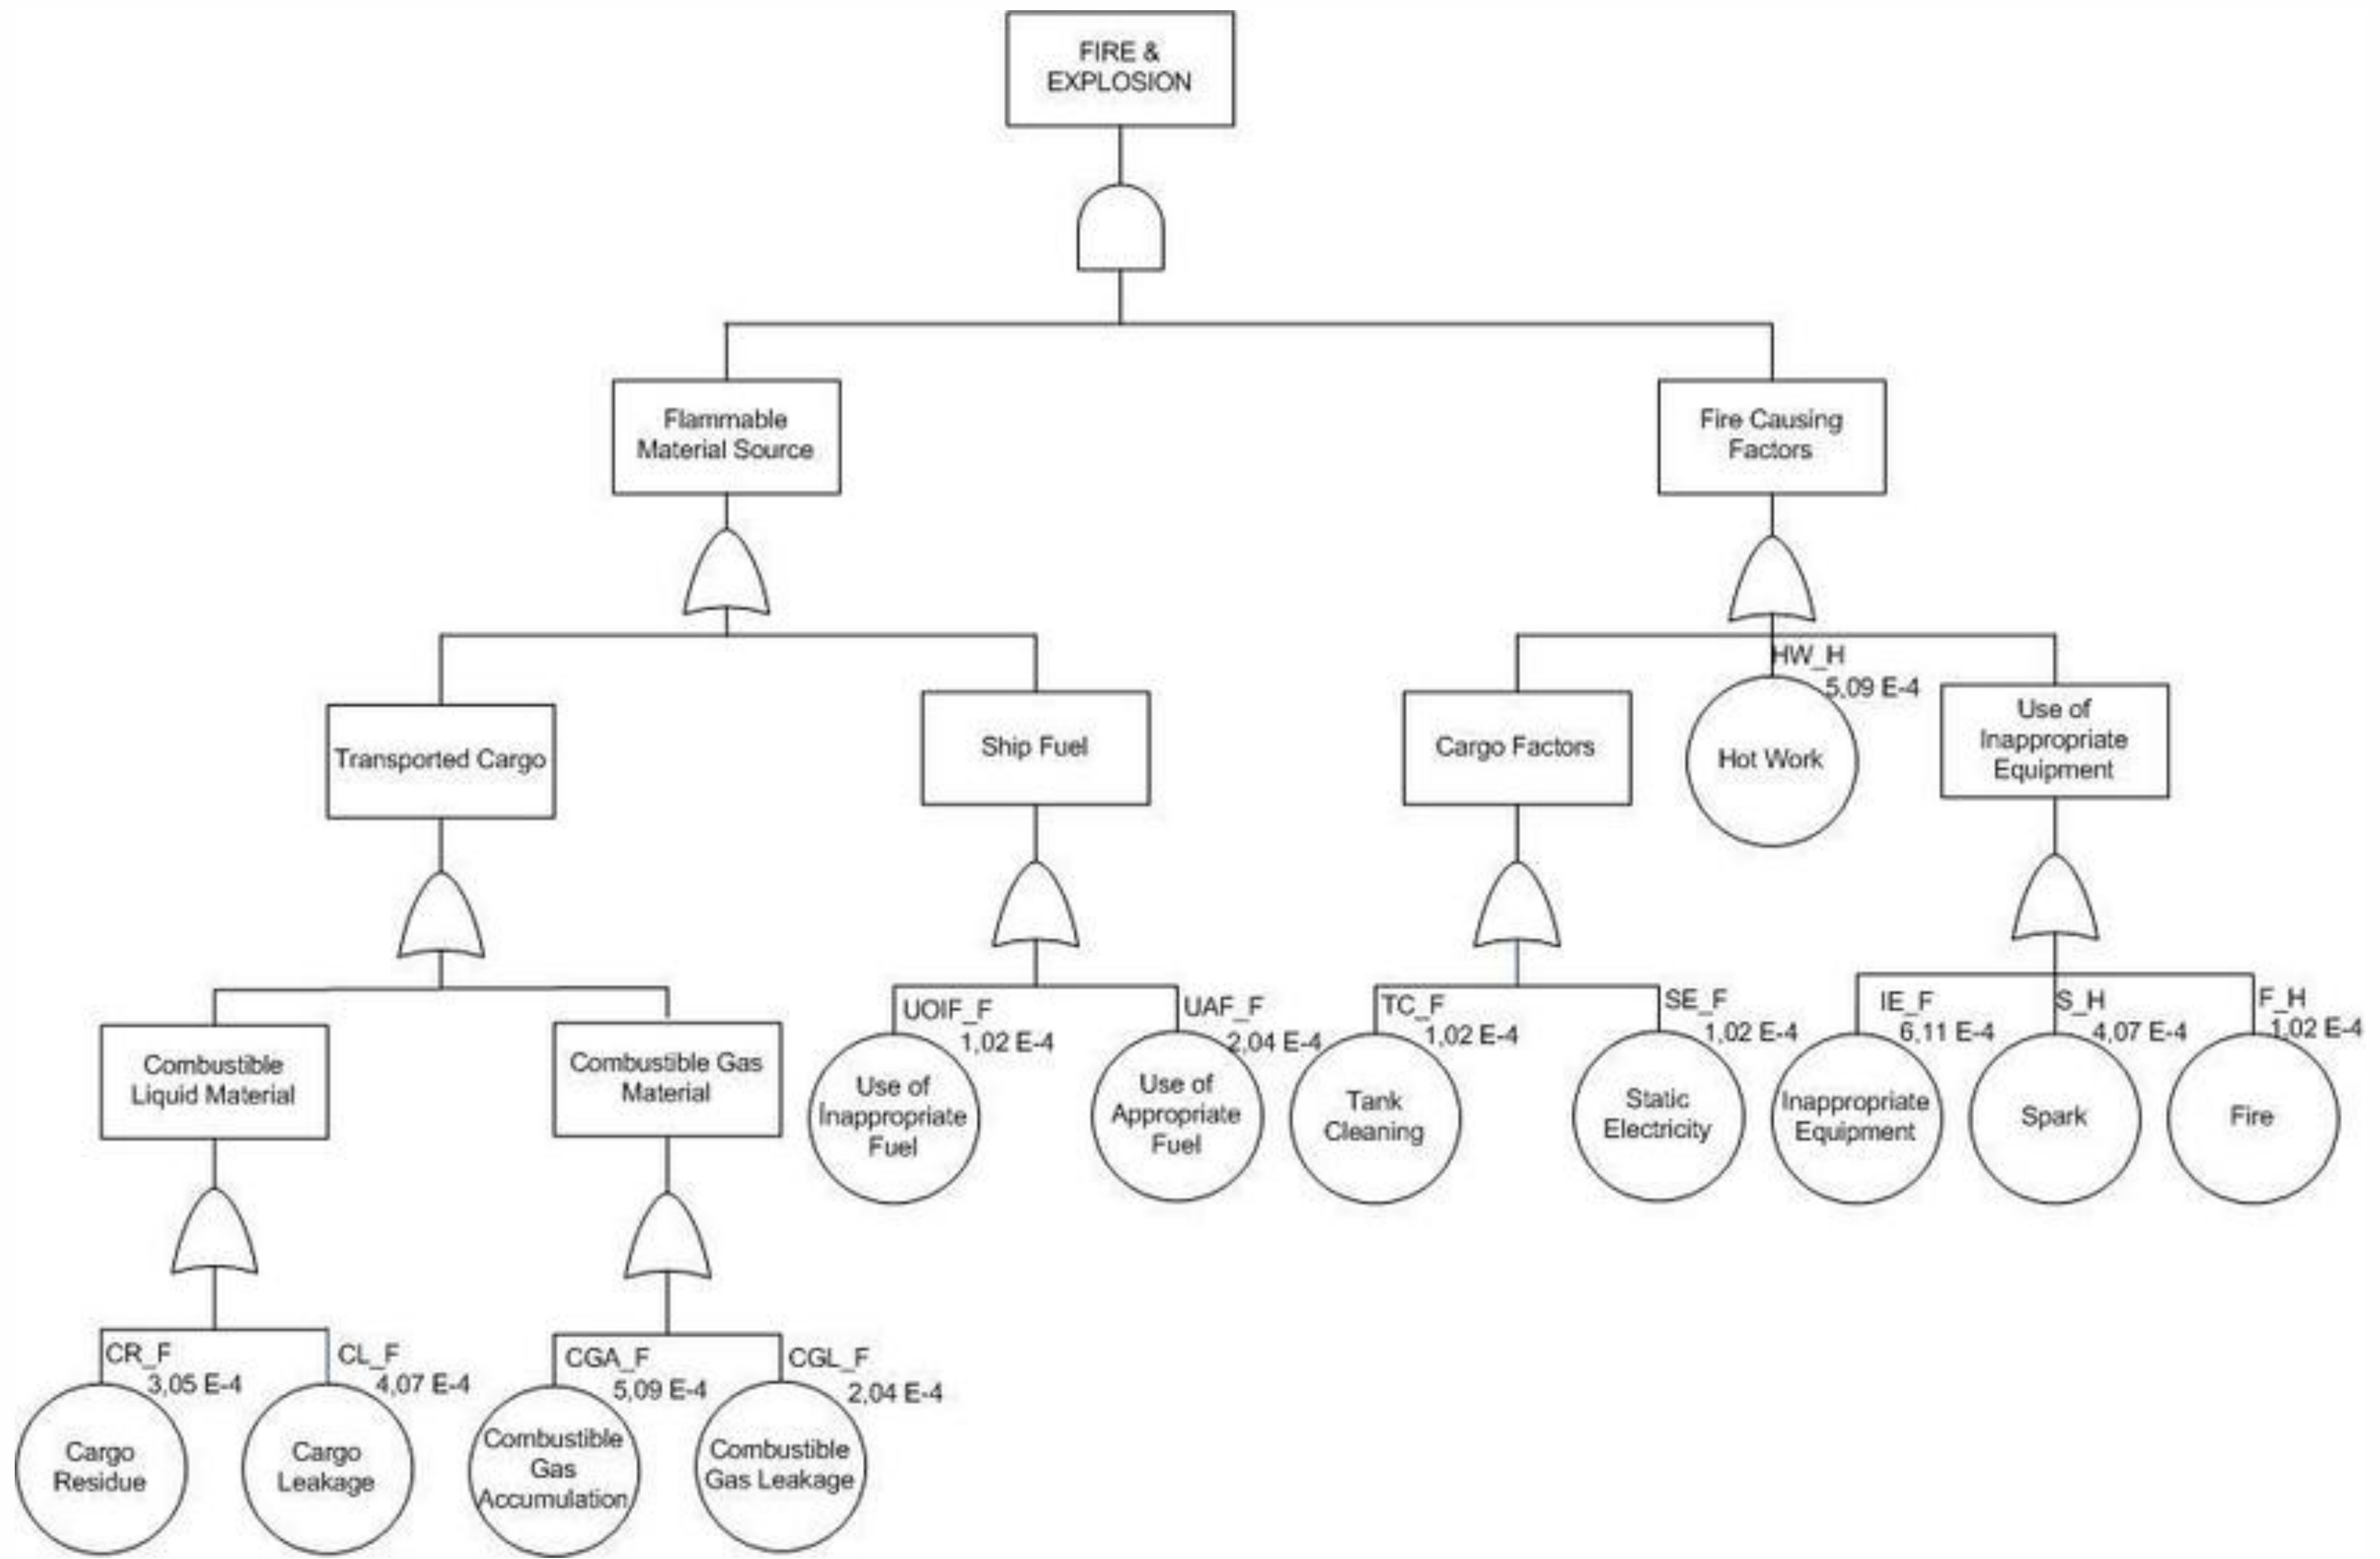 FIRE &
EXPLOSION
Flammable
Material Source
Fire Causing
Factors
Transported Cargo
Ship Fuel
Cargo Factors
HW_H
5,09 E-4
Hot Work
Use of
Inappropriate
Equipment
Combustible
Liquid Material
Combustible Gas
Material
UOIF_F
1,02 E-4
Use of
Inappropriate
Fuel
UAF_F
2,04 E-4
Use of
Appropriate
Fuel
TC_F
1,02 E-4
Tank
Cleaning
SE_F
1,02 E-4
Static
Electricity
IE_F
6,11 E-4
Inappropriate
Equipment
S_H
4,07 E-4
Spark
F_H
1,02 E-4
Fire
CR_F
3,05 E-4
Cargo
Residue
CL_F
4,07 E-4
Cargo
Leakage
CGA_F
5,09 E-4
Combustible
Gas
Accumulation
CGL_F
2,04 E-4
Combustible
Gas Leakage